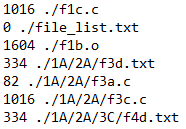 1016 ./f1c.c
0 ./file_list.txt
1604 ./f1b.o
334 ./1A/2A/f3d.txt
82 ./1A/2A/f3a.c
1016 ./1A/2A/f3c.c
334 ./1A/2A/3C/f4d.txt